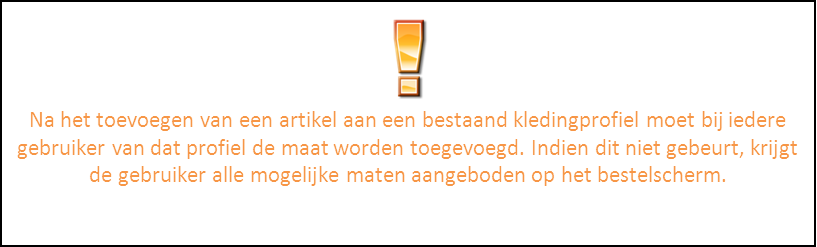 Na het toevoegen van een artikel aan een bestaand kledingprofiel moet bij iedere
gebruiker van dat profiel de maat worden toegevoegd. Indien dit niet gebeurt, krijgt
de gebruiker alle mogelijke maten aangeboden op het bestelscherm.